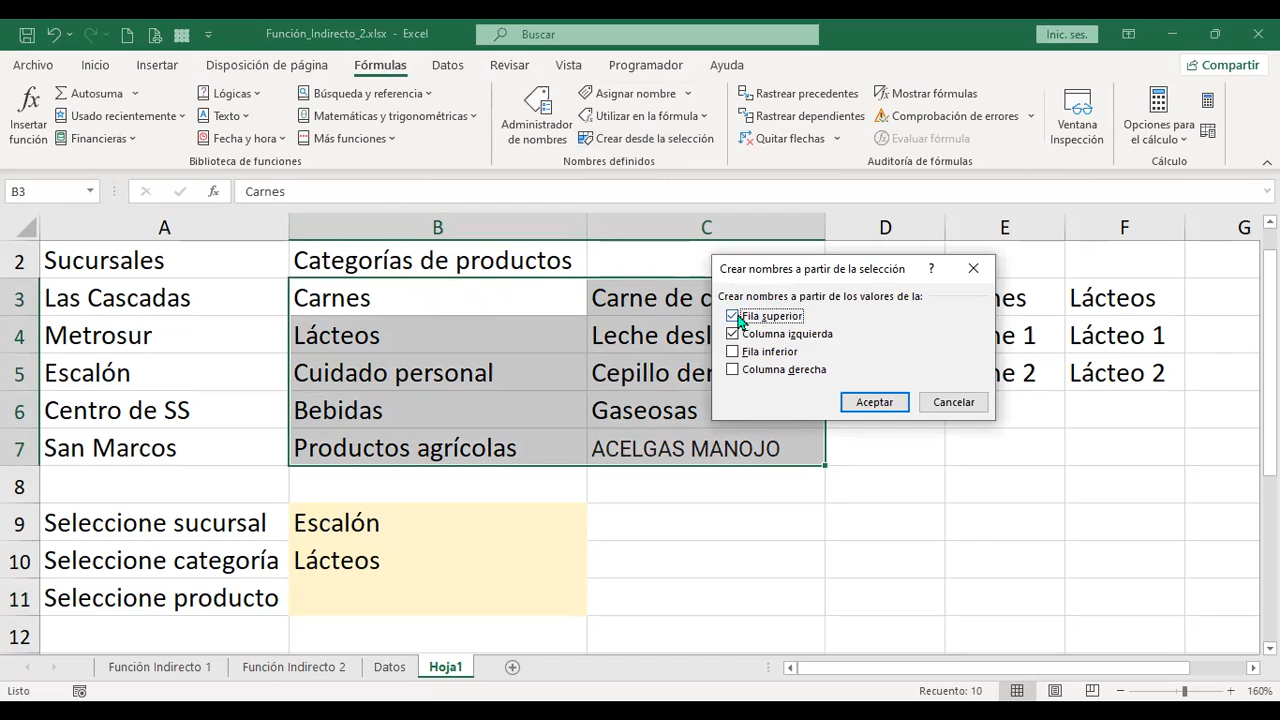 Función_Indirecto_2.xlsx - Excel
Buscar
Inic. ses.
Archivo Inicio Insertar Disposición de página Fórmulas Datos Revisar Vista Programador Ayuda
Compartir
Insertar función
Autosuma
Usado recientemente
Financieras
Lógicas
Texto
Fecha y hora
Búsqueda y referencia
Matemáticas y trigonométricas
Más funciones
Biblioteca de funciones
Administrador de nombres
Asignar nombre
Utilizar en la fórmula
Crear desde la selección
Nombres definidos
Rastrear precedentes
Rastrear dependientes
Quitar flechas
Mostrar fórmulas
Comprobación de errores
Evaluar fórmula
Auditoría de fórmulas
Ventana Inspección
Opciones para el cálculo
Cálculo
B3 fx Carnes
A B C D E F G
2 Sucursales Categorías de productos
3 Las Cascadas Carnes Carne de c nes Lácteos
4 Metrosur Lácteos Leche desl ne 1 Lácteo 1
5 Escalón Cuidado personal Cepillo der ne 2 Lácteo 2
6 Centro de SS Bebidas Gaseosas
7 San Marcos Productos agrícolas ACELGAS MANOJO
8
9 Seleccione sucursal Escalón
10 Seleccione categoría Lácteos
11 Seleccione producto
12
Crear nombres a partir de la selección ?
Crear nombres a partir de los valores de la:
Fila superior
Columna izquierda
Fila inferior
Columna derecha
Aceptar Cancelar
Función Indirecto 1 Función Indirecto 2 Datos Hoja1
Listo Recuento: 10 160%